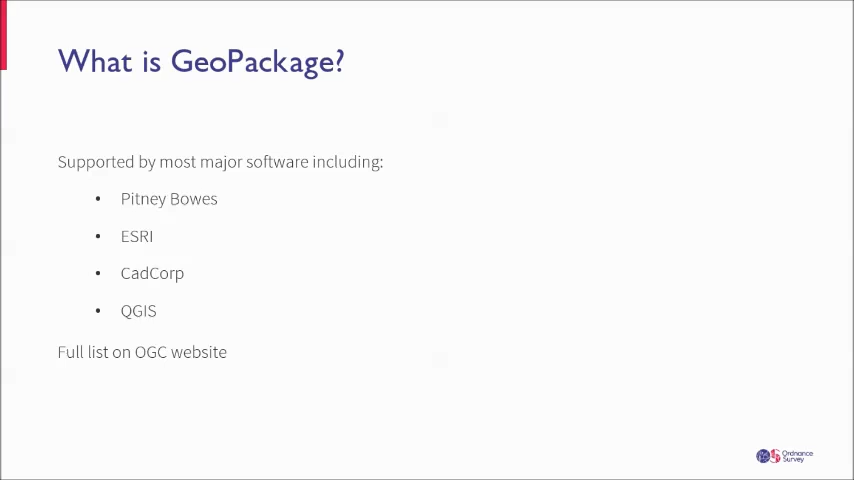 What is GeoPackage?
Supported by most major software including:
• Pitney Bowes
• ESRI
• CadCorp
• QGIS
Full list on OGC website
Ordnance
Survey